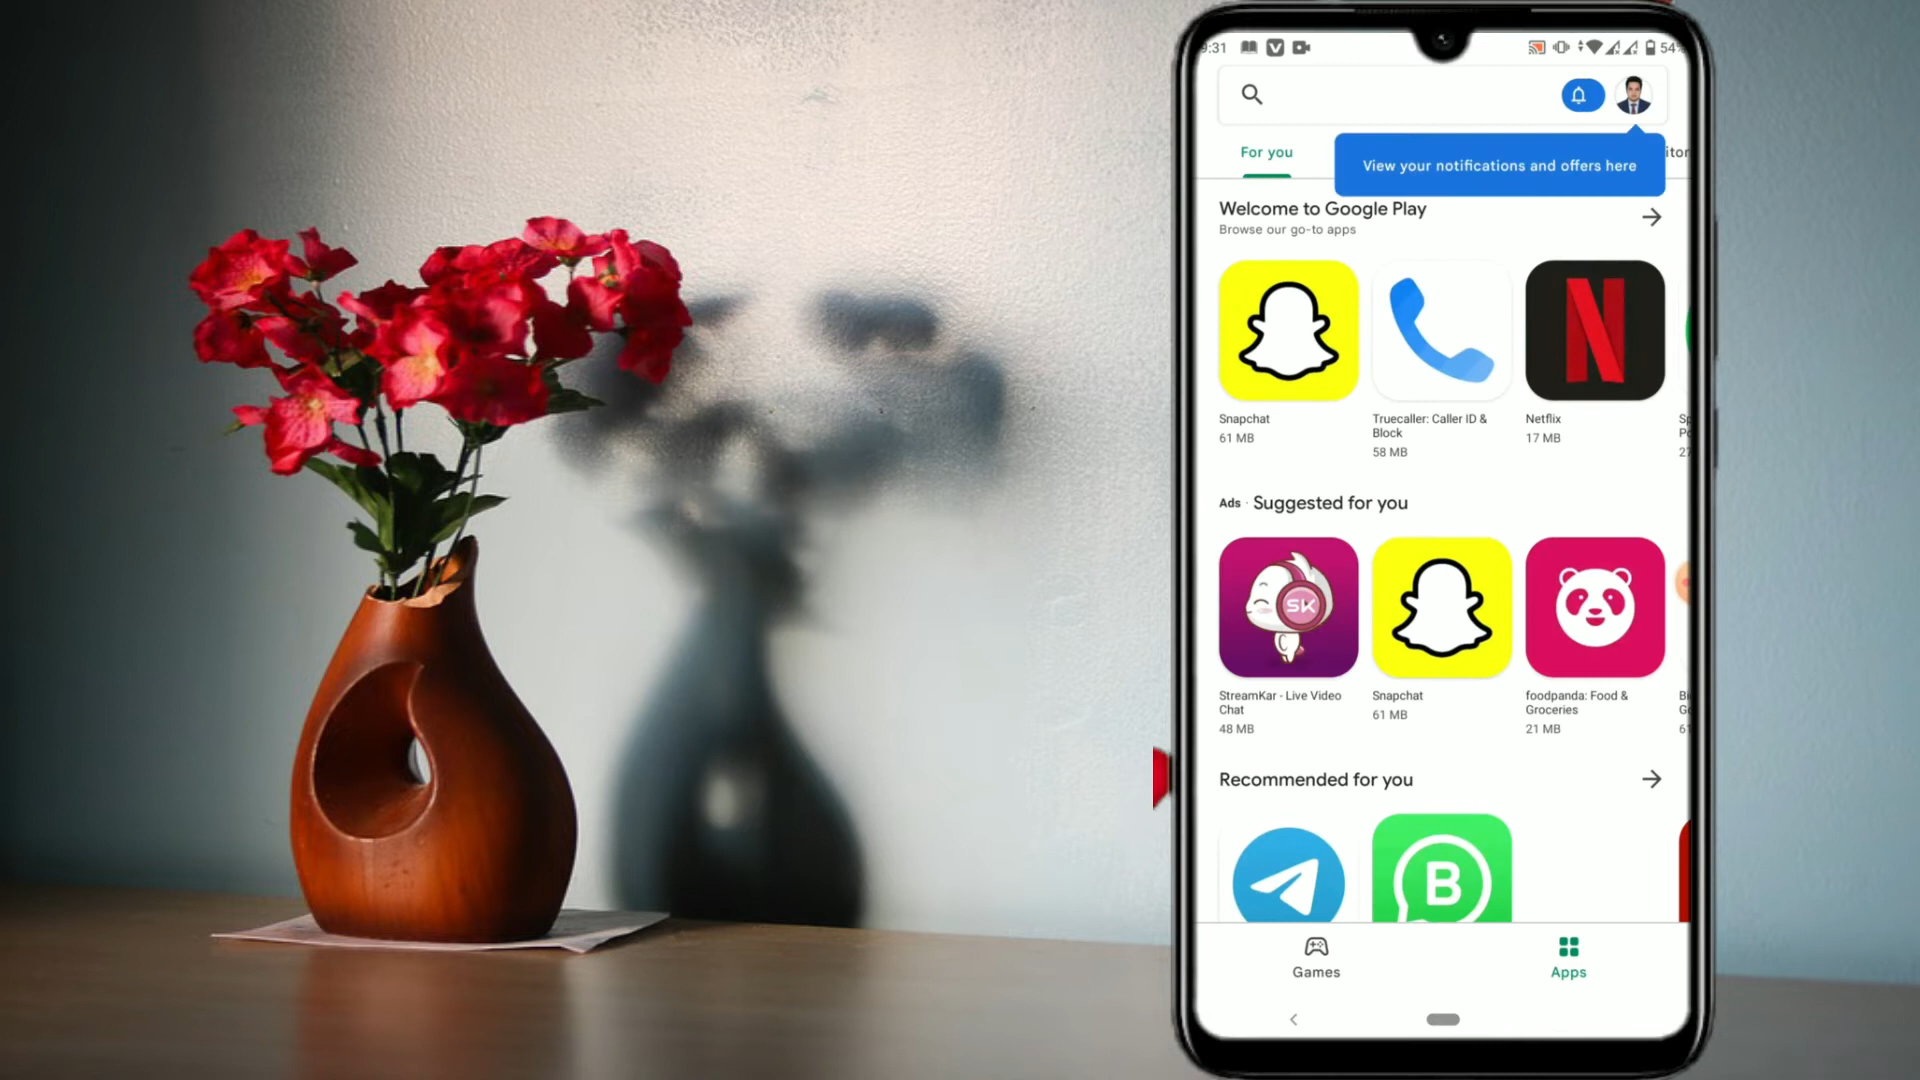 9:31
54%
For you
View your notifications and offers here
Welcome to Google Play
Browse our go-to apps
N
Snapchat
61 MB
Truecaller: Caller ID &
Block
58 MB
Netflix
17 MB
Ads · Suggested for you
SK
StreamKar - Live Video
Chat
48 MB
Snapchat
61 MB
foodpanda: Food &
Groceries
21 MB
Recommended for you
B
Games
Apps